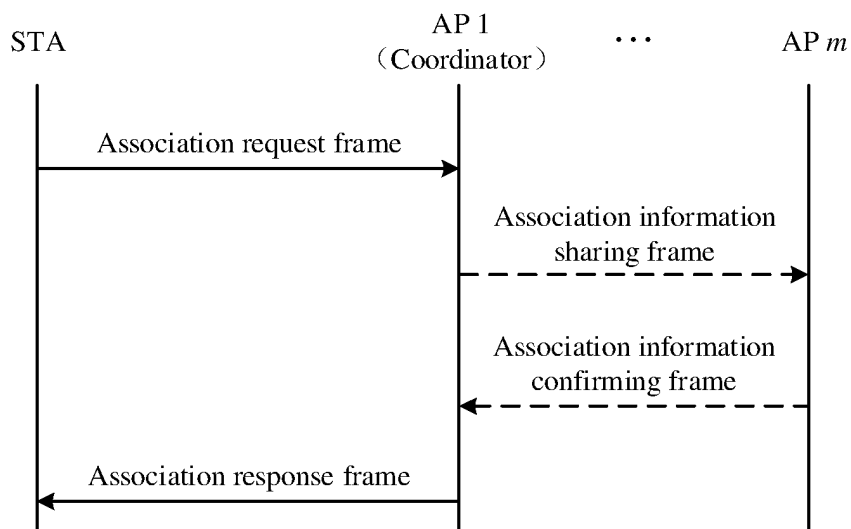 STA
AP 1
（Coordinator）
···
AP m
Association request frame
Association information
sharing frame
Association information
confirming frame
Association response frame